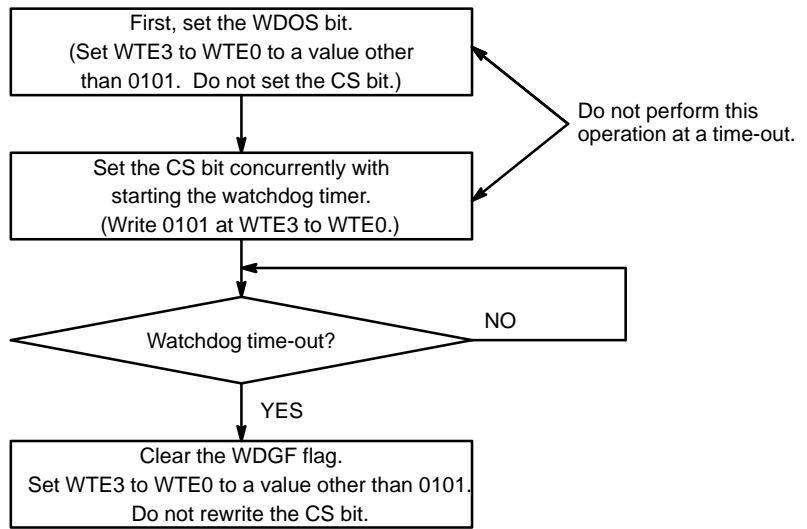 First, set the WDOS bit.
(Set WTE3 to WTE0 to a value other
than 0101. Do not set the CS bit.)
Do not perform this
operation at a time-out.
Set the CS bit concurrently with
starting the watchdog timer.
(Write 0101 at WTE3 to WTE0.)
Watchdog time-out?
NO
YES
Clear the WDGF flag.
Set WTE3 to WTE0 to a value other than 0101.
Do not rewrite the CS bit.